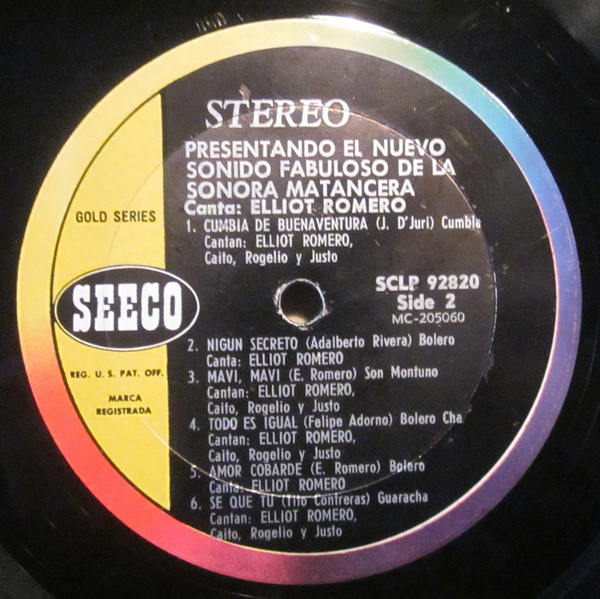 STEREO
PRESENTANDO EL NUEVO
SONIDO FABULOSO DE LA
SONORA MATANCERA
Canta: ELLIOT ROMERO
1. CUMBIA DE BUENAVENTURA (J. D'Juri) Cumbia
Cantan: ELLIOT ROMERO,
Caito, Rogelio y Justo
GOLD SERIES
SEECO
REG. U. S. PAT. OFF.
MARCA
REGISTRADA
SCLP 92820
Side 2
MC-205060
2. NIGUN SECRETO (Adalberto Rivera) Bolero
Canta: ELLIOT ROMERO
3. MAVI, MAVI (E. Romero) Son Montuno
Cantan: ELLIOT ROMERO,
Caito, Rogelio y Justo
4. TODO ES IGUAL (Felipe Adorno) Bolero Cha
Cantan: ELLIOT ROMERO,
Caito, Rogelio y Justo
5. AMOR COBARDE (E. Romero) Bolero
Canta: ELLIOT ROMERO
6. SE QUE TU (Tito Contreras) Guaracha
Cantan: ELLIOT ROMERO,
Caito, Rogelio y Justo